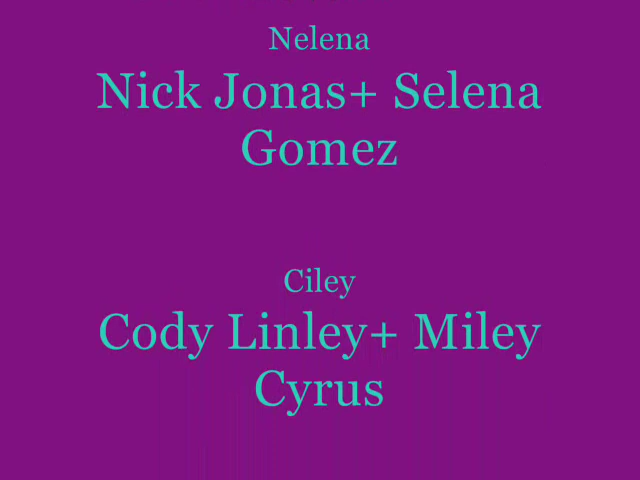 Nelena
Nick Jonas+ Selena
Gomez
Ciley
Cody Linley+ Miley
Cyrus